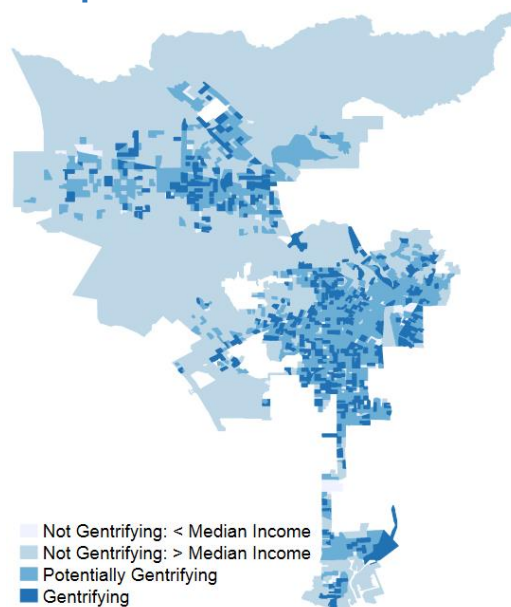 Not Gentrifying: < Median Income
Not Gentrifying: > Median Income
Potentially Gentrifying
Gentrifying